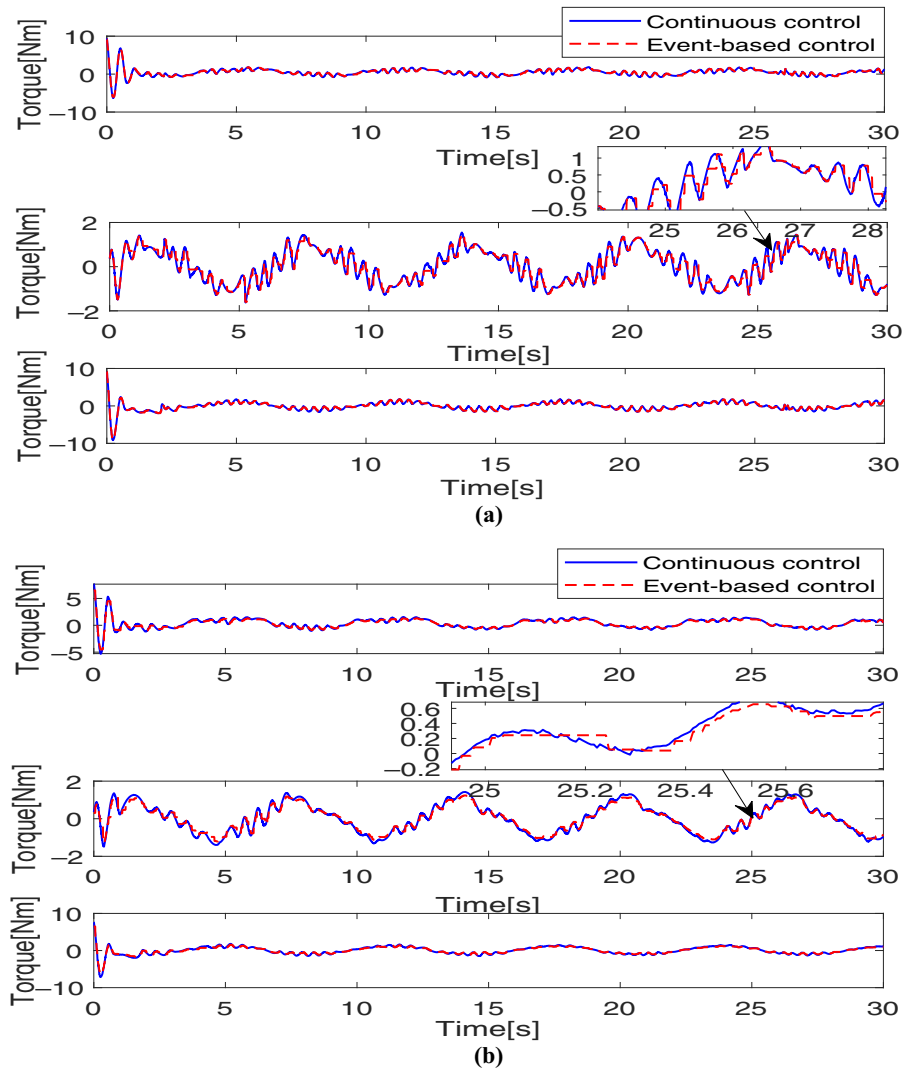 Continuous control
Event-based control
Torque[Nm]
10
0
−10
0 5 10 15 20 25 30
Time[s]
1
0.5
0
−0.5
25 26 27 28
Torque[Nm]
2
0
−2
0 5 10 15 20 25 30
Time[s]
Torque[Nm]
10
0
−10
0 5 10 15 20 25 30
Time[s]
(a)
Continuous control
Event-based control
Torque[Nm]
5
0
−5
0 5 10 15 20 25 30
Time[s]
0.6
0.4
0.2
0
−0.2
25 25.2 25.4 25.6
Torque[Nm]
2
0
−2
0 5 10 15 20 25 30
Time[s]
Torque[Nm]
10
0
−10
0 5 10 15 20 25 30
Time[s]
(b)